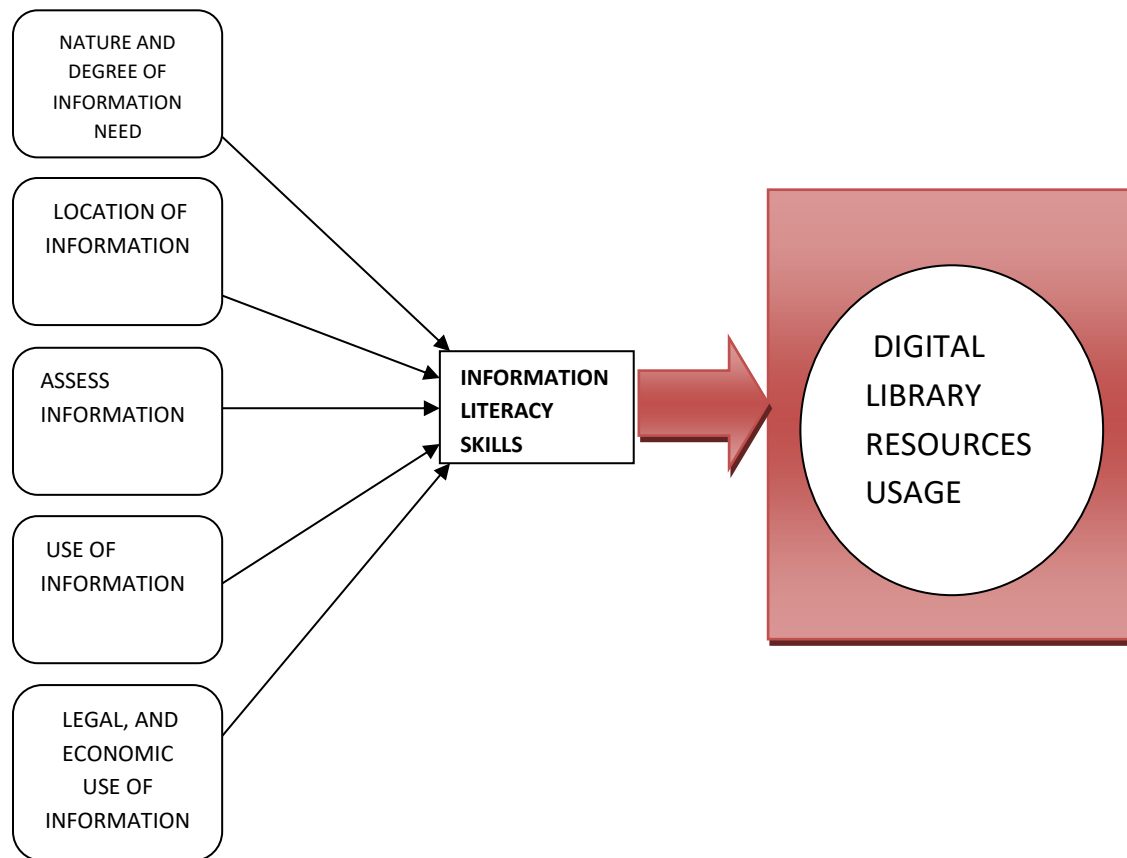 NATURE AND
DEGREE OF
INFORMATION
NEED
LOCATION OF
INFORMATION
ASSESS
INFORMATION
USE OF
INFORMATION
LEGAL, AND
ECONOMIC
USE OF
INFORMATION
INFORMATION
LITERACY
SKILLS
DIGITAL
LIBRARY
RESOURCES
USAGE